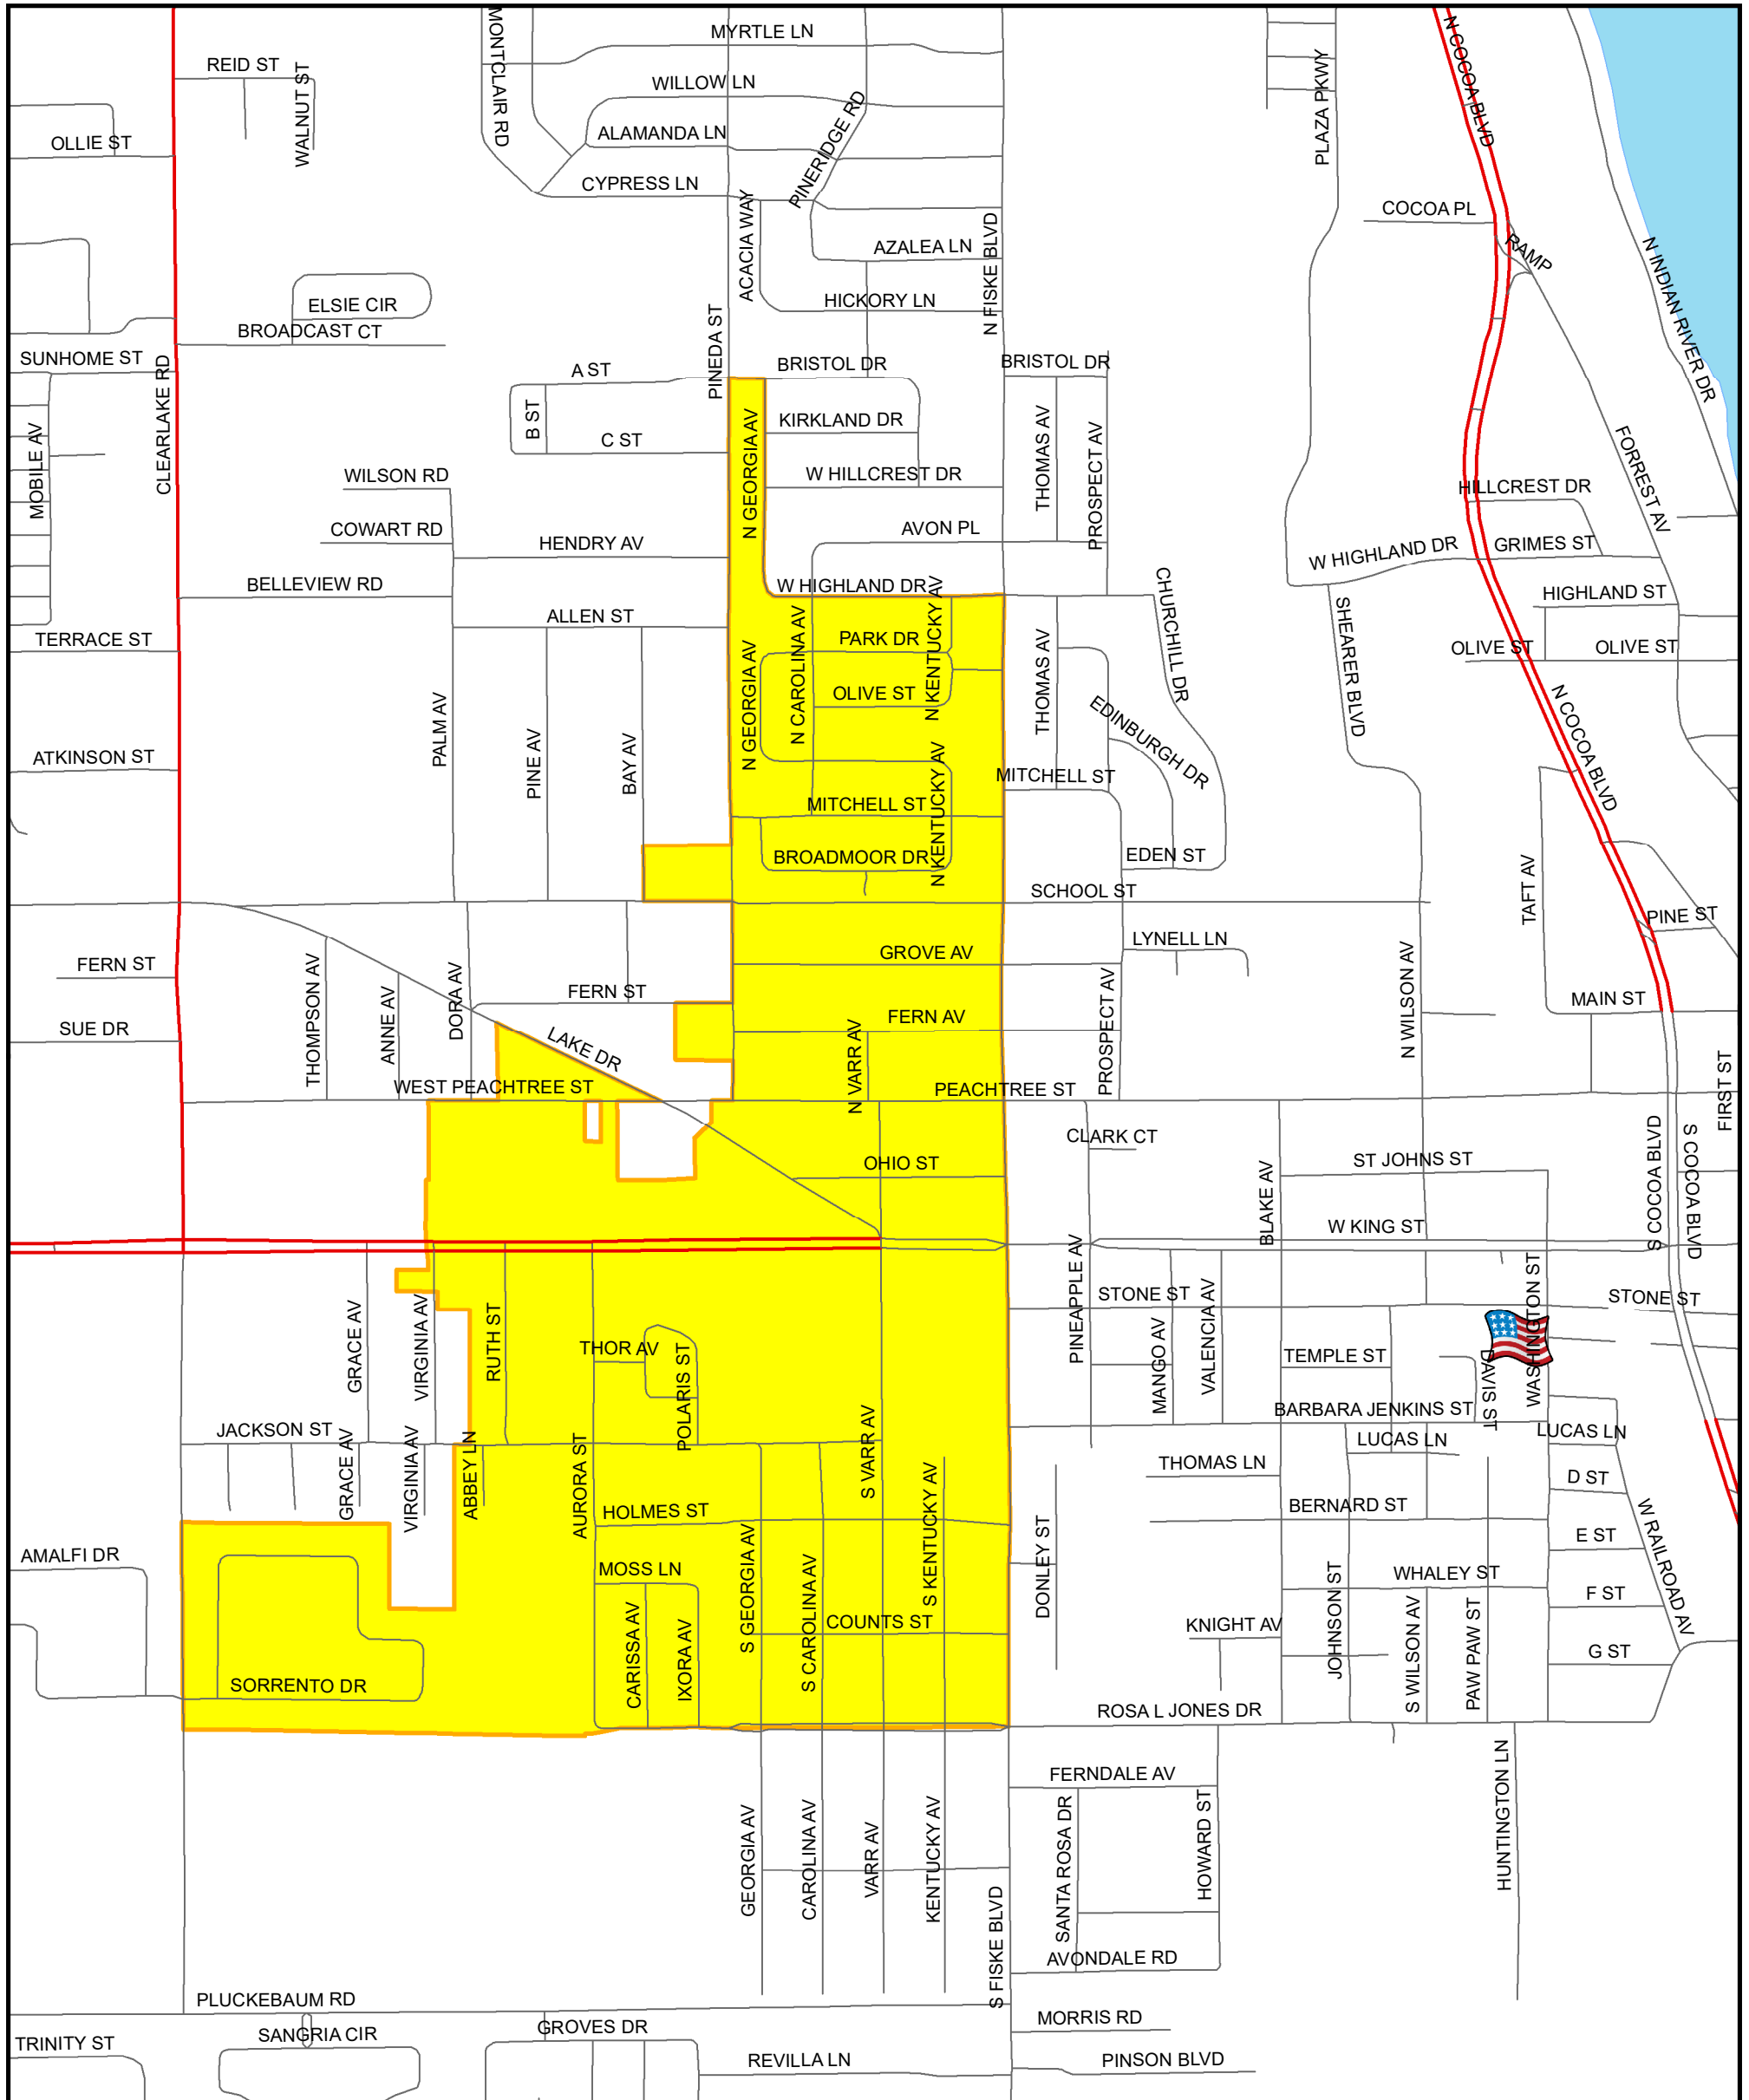 MYRTLE LN
MONTCLAIR RD
REID ST
WALNUT ST
WILLOW LN
PLAZA PKWY
N COCOA BLVD
OLLIE ST
ALAMANDA LN
PINERIDGE RD
CYPRESS LN
ACACIA WAY
COCOA PL
N FISKE BLVD
AZALEA LN
RAMP
N INDIAN RIVER DR
HICKORY LN
ELSIE CIR
BROADCAST CT
SUNHOME ST
CLEARLAKE RD
PINEDA ST
A ST
BRISTOL DR
BRISTOL DR
B ST
KIRKLAND DR
C ST
N GEORGIA AV
THOMAS AV
PROSPECT AV
FORREST AV
MOBILE AV
WILSON RD
W HILLCREST DR
HILLCREST DR
COWART RD
HENDRY AV
AVON PL
W HIGHLAND DR
GRIMES ST
BELLEVIEW RD
W HIGHLAND DR
HIGHLAND ST
ALLEN ST
N KENTUCKY AV
CHURCHILL DR
SHEARER BLVD
TERRACE ST
PARK DR
N CAROLINA AV
THOMAS AV
OLIVE ST
OLIVE ST
N GEORGIA AV
OLIVE ST
N KENTUCKY AV
EDINBURGH DR
N COCOA BLVD
PALM AV
PINE AV
BAY AV
ATKINSON ST
MITCHELL ST
MITCHELL ST
N KENTUCKY AV
BROADMOOR DR
EDEN ST
TAFT AV
SCHOOL ST
PINE ST
LYNELL LN
GROVE AV
FERN ST
THOMPSON AV
ANNE AV
DORA AV
FERN ST
PROSPECT AV
N WILSON AV
MAIN ST
SUE DR
LAKE DR
FERN AV
N VARR AV
WEST PEACHTREE ST
PEACHTREE ST
FIRST ST
CLARK CT
S COCOA BLVD
S COCOA BLVD
OHIO ST
ST JOHNS ST
BLAKE AV
W KING ST
PINEAPPLE AV
STONE ST
STONE ST
WASHINGTON ST
GRACE AV
VIRGINIA AV
RUTH ST
THOR AV
POLARIS ST
MANGO AV
VALENCIA AV
TEMPLE ST
DAVIS ST
BARBARA JENKINS ST
JACKSON ST
S VARR AV
LUCAS LN
LUCAS LN
GRACE AV
VIRGINIA AV
ABBEY LN
AURORA ST
THOMAS LN
D ST
S KENTUCKY AV
HOLMES ST
BERNARD ST
W RAILROAD AV
E ST
AMALFI DR
S GEORGIA AV
S CAROLINA AV
DONLEY ST
MOSS LN
WHALEY ST
F ST
JOHNSON ST
CARISSA AV
IXORA AV
COUNTS ST
KNIGHT AV
S WILSON AV
PAW PAW ST
G ST
SORRENTO DR
ROSA L JONES DR
FERNDALE AV
HUNTINGTON LN
GEORGIA AV
CAROLINA AV
VARR AV
KENTUCKY AV
SANTA ROSA DR
HOWARD ST
S FISKE BLVD
AVONDALE RD
PLUCKEBAUM RD
MORRIS RD
TRINITY ST
SANGRIA CIR
GROVES DR
REVILLA LN
PINSON BLVD